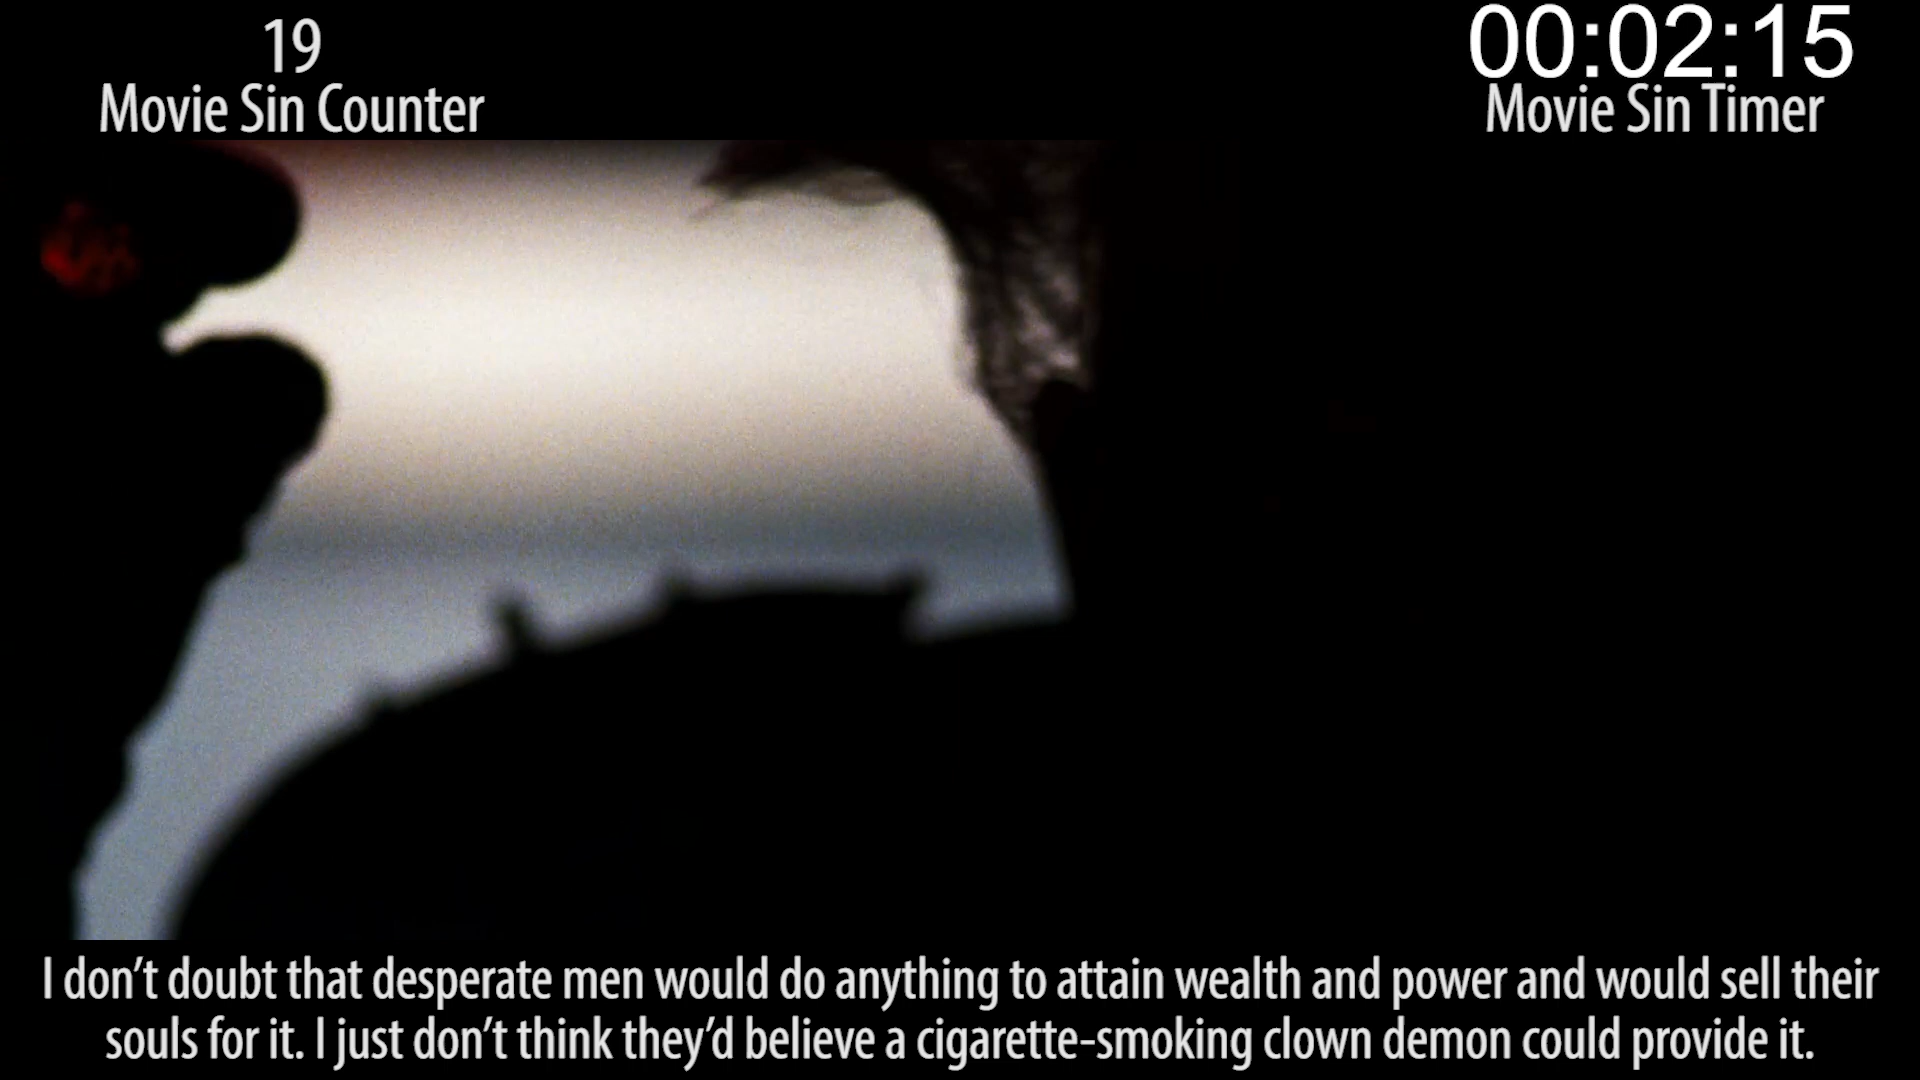 19
Movie Sin Counter
00:02:15
Movie Sin Timer
I don’t doubt that desperate men would do anything to attain wealth and power and would sell their
souls for it. I just don’t think they’d believe a cigarette-smoking clown demon could provide it.